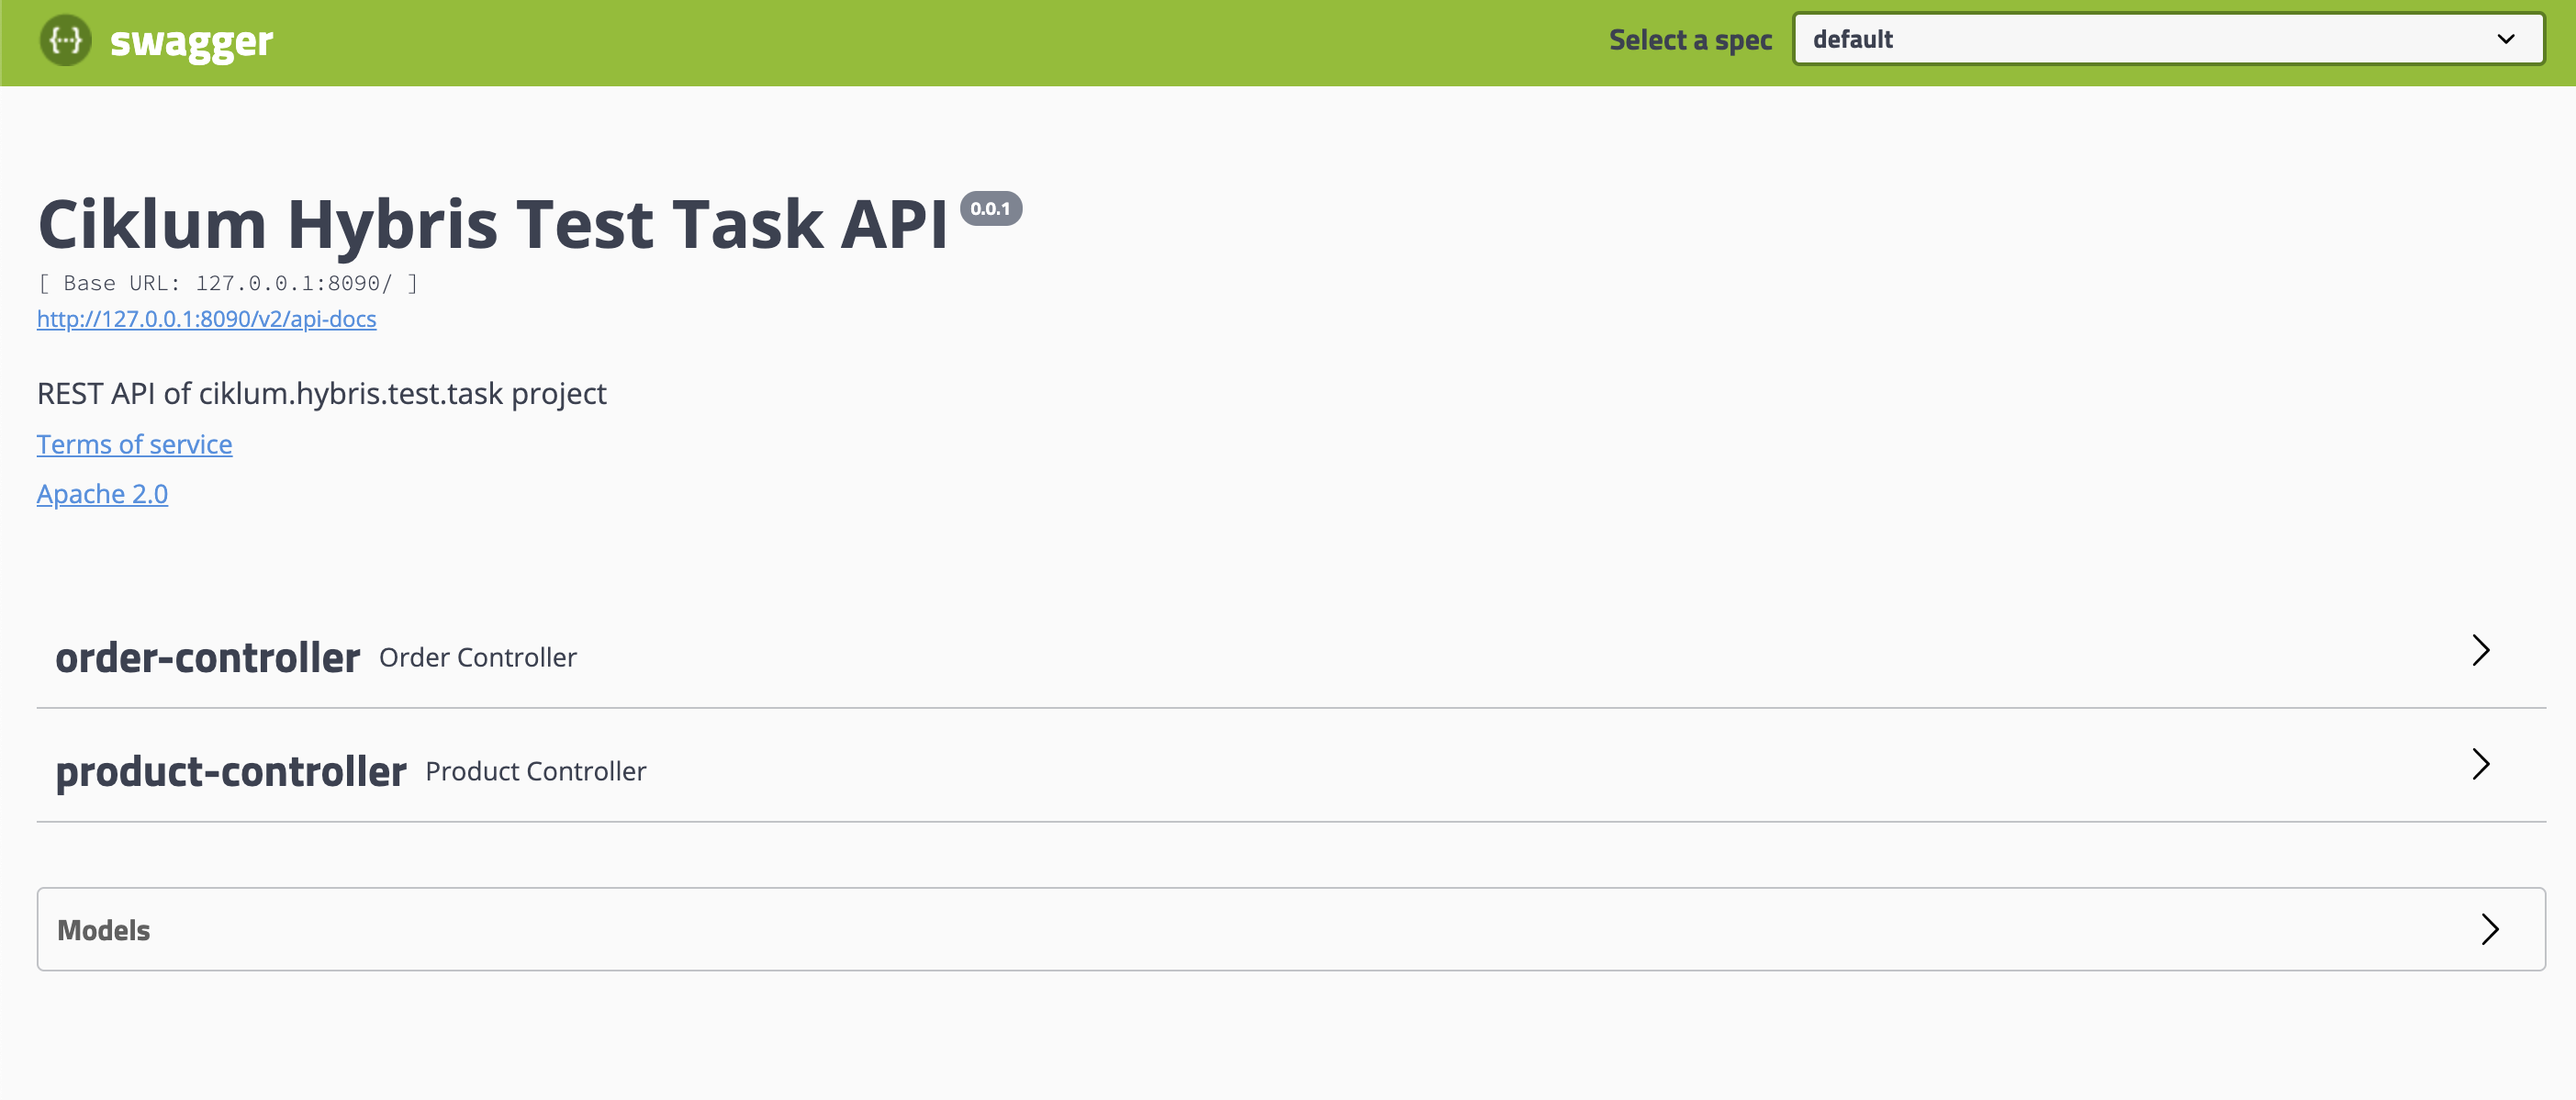 {···} swagger
Select a spec default
Ciklum Hybris Test Task API 0.0.1
[ Base URL: 127.0.0.1:8090/ ]
http://127.0.0.1:8090/v2/api-docs
REST API of ciklum.hybris.test.task project
Terms of service
Apache 2.0
order-controller Order Controller
product-controller Product Controller
Models